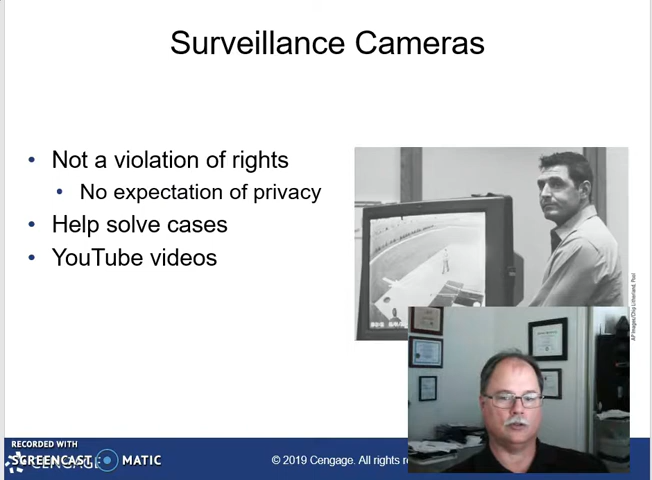 Surveillance Cameras
• Not a violation of rights
• No expectation of privacy
• Help solve cases
• YouTube videos
RECORDED WITH
SCREENCAST MATIC
CENGAGE
© 2019 Cengage. All rights re